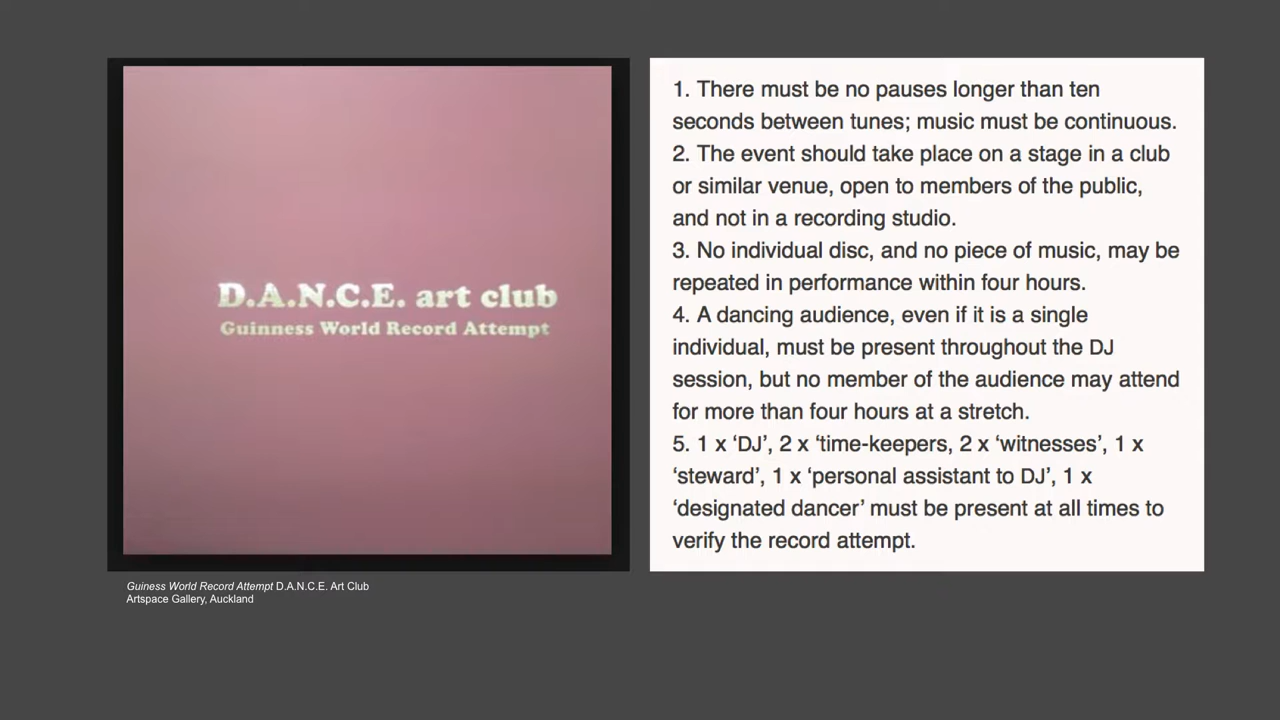 D.A.N.C.E. art club
Guinness World Record Attempt
1. There must be no pauses longer than ten
seconds between tunes; music must be continuous.
2. The event should take place on a stage in a club
or similar venue, open to members of the public,
and not in a recording studio.
3. No individual disc, and no piece of music, may be
repeated in performance within four hours.
4. A dancing audience, even if it is a single
individual, must be present throughout the DJ
session, but no member of the audience may attend
for more than four hours at a stretch.
5. 1 x ‘DJ’, 2 x ‘time-keepers, 2 x ‘witnesses’, 1 x
‘steward’, 1 x ‘personal assistant to DJ’, 1 x
‘designated dancer’ must be present at all times to
verify the record attempt.
Guiness World Record Attempt D.A.N.C.E. Art Club
Artspace Gallery, Auckland